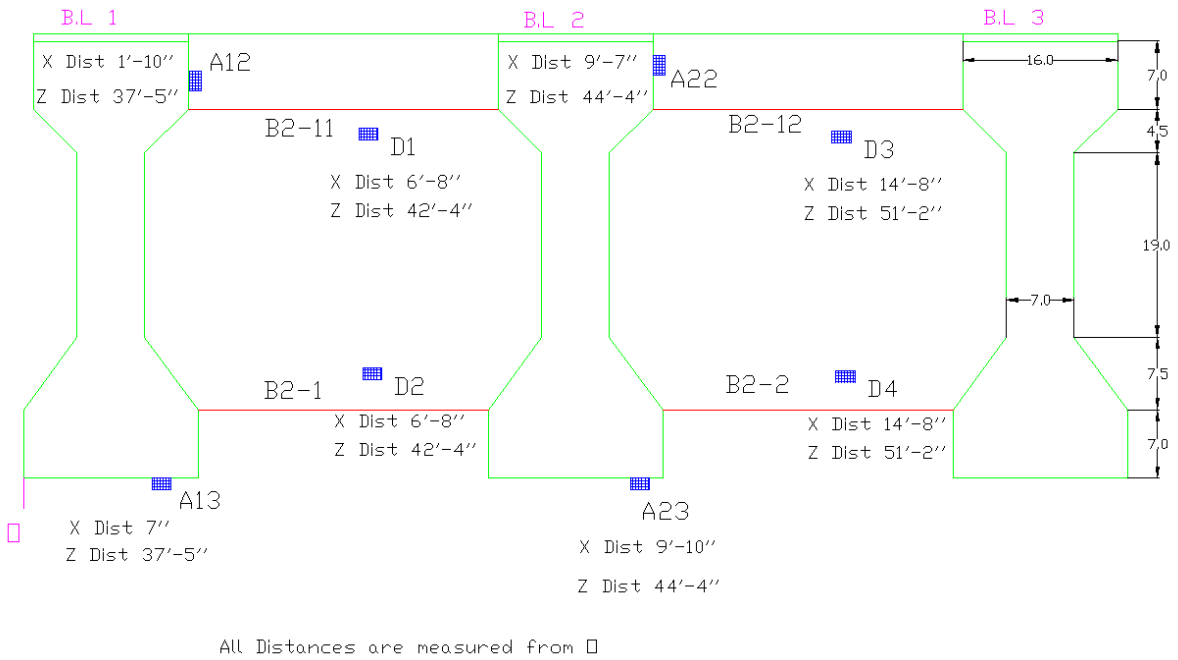 B.L 1
B.L 2
B.L 3
X Dist 1'-10''
Z Dist 37'-5''
A12
X Dist 9'-7''
Z Dist 44'-4''
A22
16.0
7.0
B2-11
D1
X Dist 6'-8''
Z Dist 42'-4''
B2-12
D3
X Dist 14'-8''
Z Dist 51'-2''
4.5
19.0
7.0
B2-1
D2
X Dist 6'-8''
Z Dist 42'-4''
B2-2
D4
X Dist 14'-8''
Z Dist 51'-2''
7.5
7.0
A13
X Dist 7''
Z Dist 37'-5''
A23
X Dist 9'-10''
Z Dist 44'-4''
All Distances are measured from